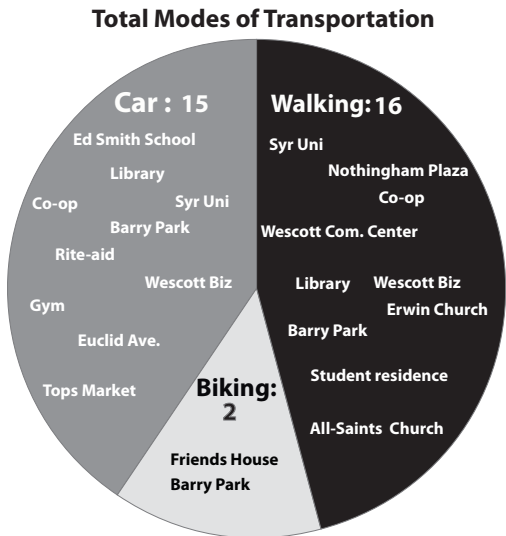 Total Modes of Transportation
Car : 15
Ed Smith School
Library
Co-op
Syr Uni
Barry Park
Rite-aid
Wescott Biz
Gym
Euclid Ave.
Tops Market
Walking: 16
Syr Uni
Nothingham Plaza
Co-op
Wescott Com. Center
Library
Wescott Biz
Erwin Church
Barry Park
Student residence
All-Saints Church
Biking:
2
Friends House
Barry Park